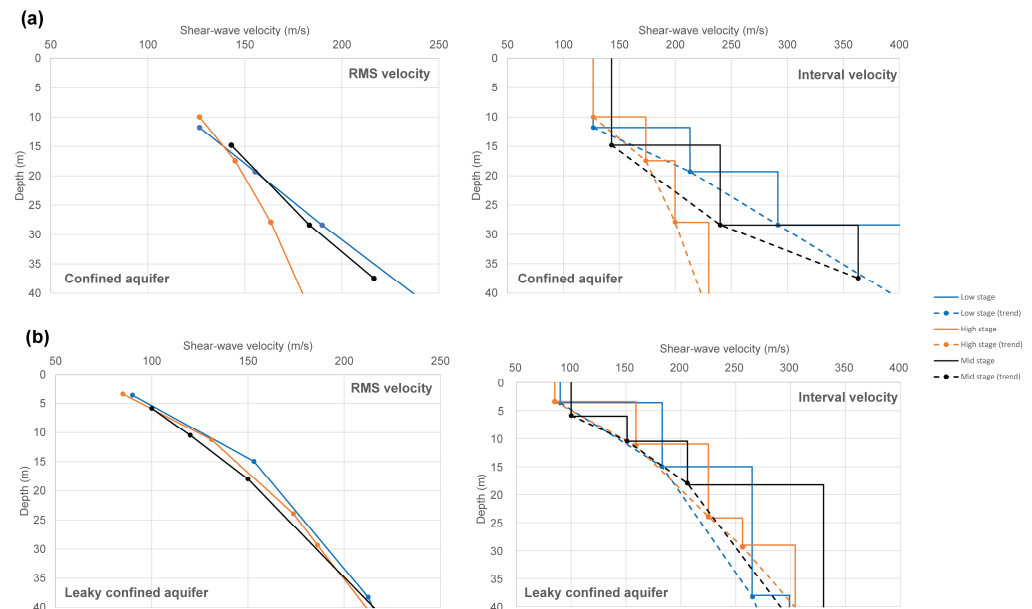 (a)
Shear-wave velocity (m/s)
50 100 150 200 250
0
5
10
15
20
25
30
35
40
Depth (m)
RMS velocity
Confined aquifer
Shear-wave velocity (m/s)
50 100 150 200 250 300 350 400
0
5
10
15
20
25
30
35
40
Depth (m)
Interval velocity
Confined aquifer
Low stage
Low stage (trend)
High stage
High stage (trend)
Mid stage
Mid stage (trend)
(b)
Shear-wave velocity (m/s)
50 100 150 200 250
0
5
10
15
20
25
30
35
40
Depth (m)
RMS velocity
Leaky confined aquifer
Shear-wave velocity (m/s)
50 100 150 200 250 300 350 400
0
5
10
15
20
25
30
35
40
Depth (m)
Interval velocity
Leaky confined aquifer